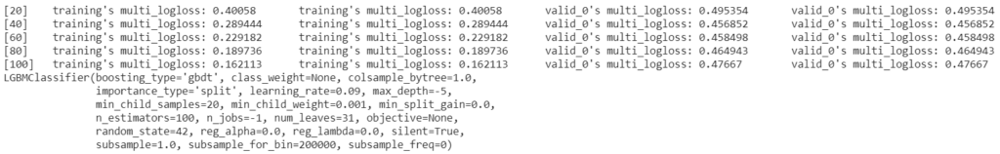 [20]    training's multi_logloss: 0.40058    training's multi_logloss: 0.40058    valid_0's multi_logloss: 0.495354    valid_0's multi_logloss: 0.495354
[40]    training's multi_logloss: 0.289444    training's multi_logloss: 0.289444    valid_0's multi_logloss: 0.456852    valid_0's multi_logloss: 0.456852
[60]    training's multi_logloss: 0.229182    training's multi_logloss: 0.229182    valid_0's multi_logloss: 0.458498    valid_0's multi_logloss: 0.458498
[80]    training's multi_logloss: 0.189736    training's multi_logloss: 0.189736    valid_0's multi_logloss: 0.464943    valid_0's multi_logloss: 0.464943
[100]    training's multi_logloss: 0.162113    training's multi_logloss: 0.162113    valid_0's multi_logloss: 0.47667    valid_0's multi_logloss: 0.47667
LGBMClassifier(boosting_type='gbdt', class_weight=None, colsample_bytree=1.0,
importance_type='split', learning_rate=0.09, max_depth=-5,
min_child_samples=20, min_child_weight=0.001, min_split_gain=0.0,
n_estimators=100, n_jobs=-1, num_leaves=31, objective=None,
random_state=42, reg_alpha=0.0, reg_lambda=0.0, silent=True,
subsample=1.0, subsample_for_bin=200000, subsample_freq=0)